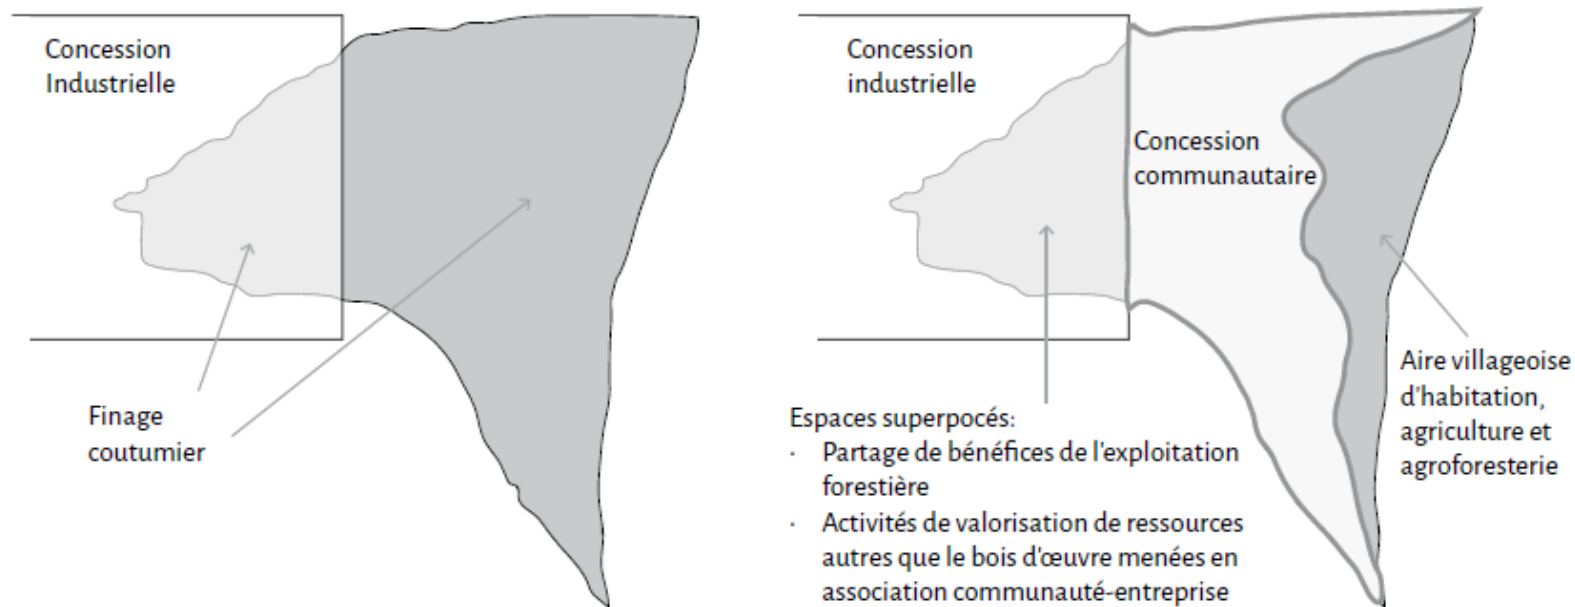 Concession
Industrielle
Finage
coutumier
Concession
industrielle
Concession
communautaire
Espaces superpocés:
· Partage de bénéfices de l'exploitation
forestière
· Activités de valorisation de ressources
autres que le bois d'œuvre menées en
association communauté-entreprise
Aire villageoise
d'habitation,
agriculture et
agroforesterie